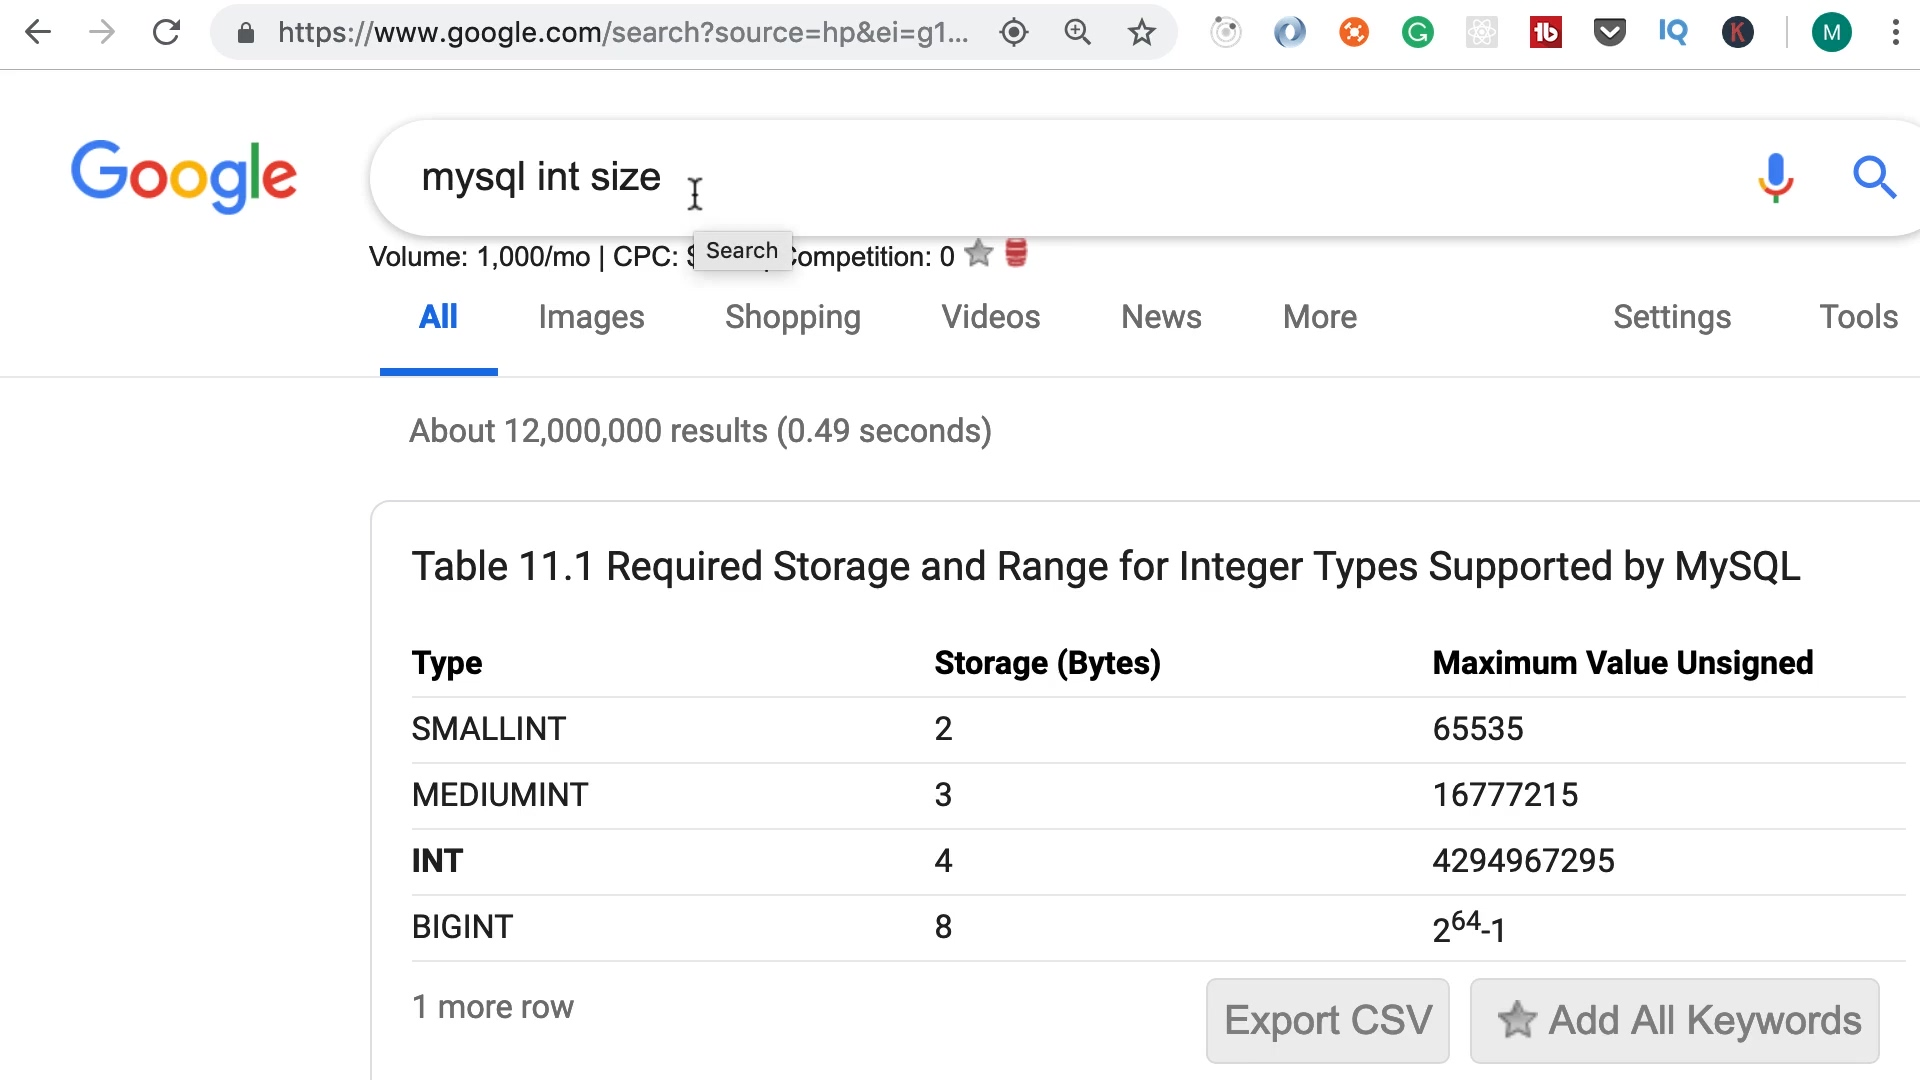 https://www.google.com/search?source=hp&ei=g1...
IQ
K
M
Google
mysql int size
Search
Volume: 1,000/mo | CPC: Competition: 0
All Images Shopping Videos News More Settings Tools
About 12,000,000 results (0.49 seconds)
Table 11.1 Required Storage and Range for Integer Types Supported by MySQL
Type Storage (Bytes) Maximum Value Unsigned
SMALLINT 2 65535
MEDIUMINT 3 16777215
INT 4 4294967295
BIGINT 8 2^64-1
1 more row
Export CSV Add All Keywords